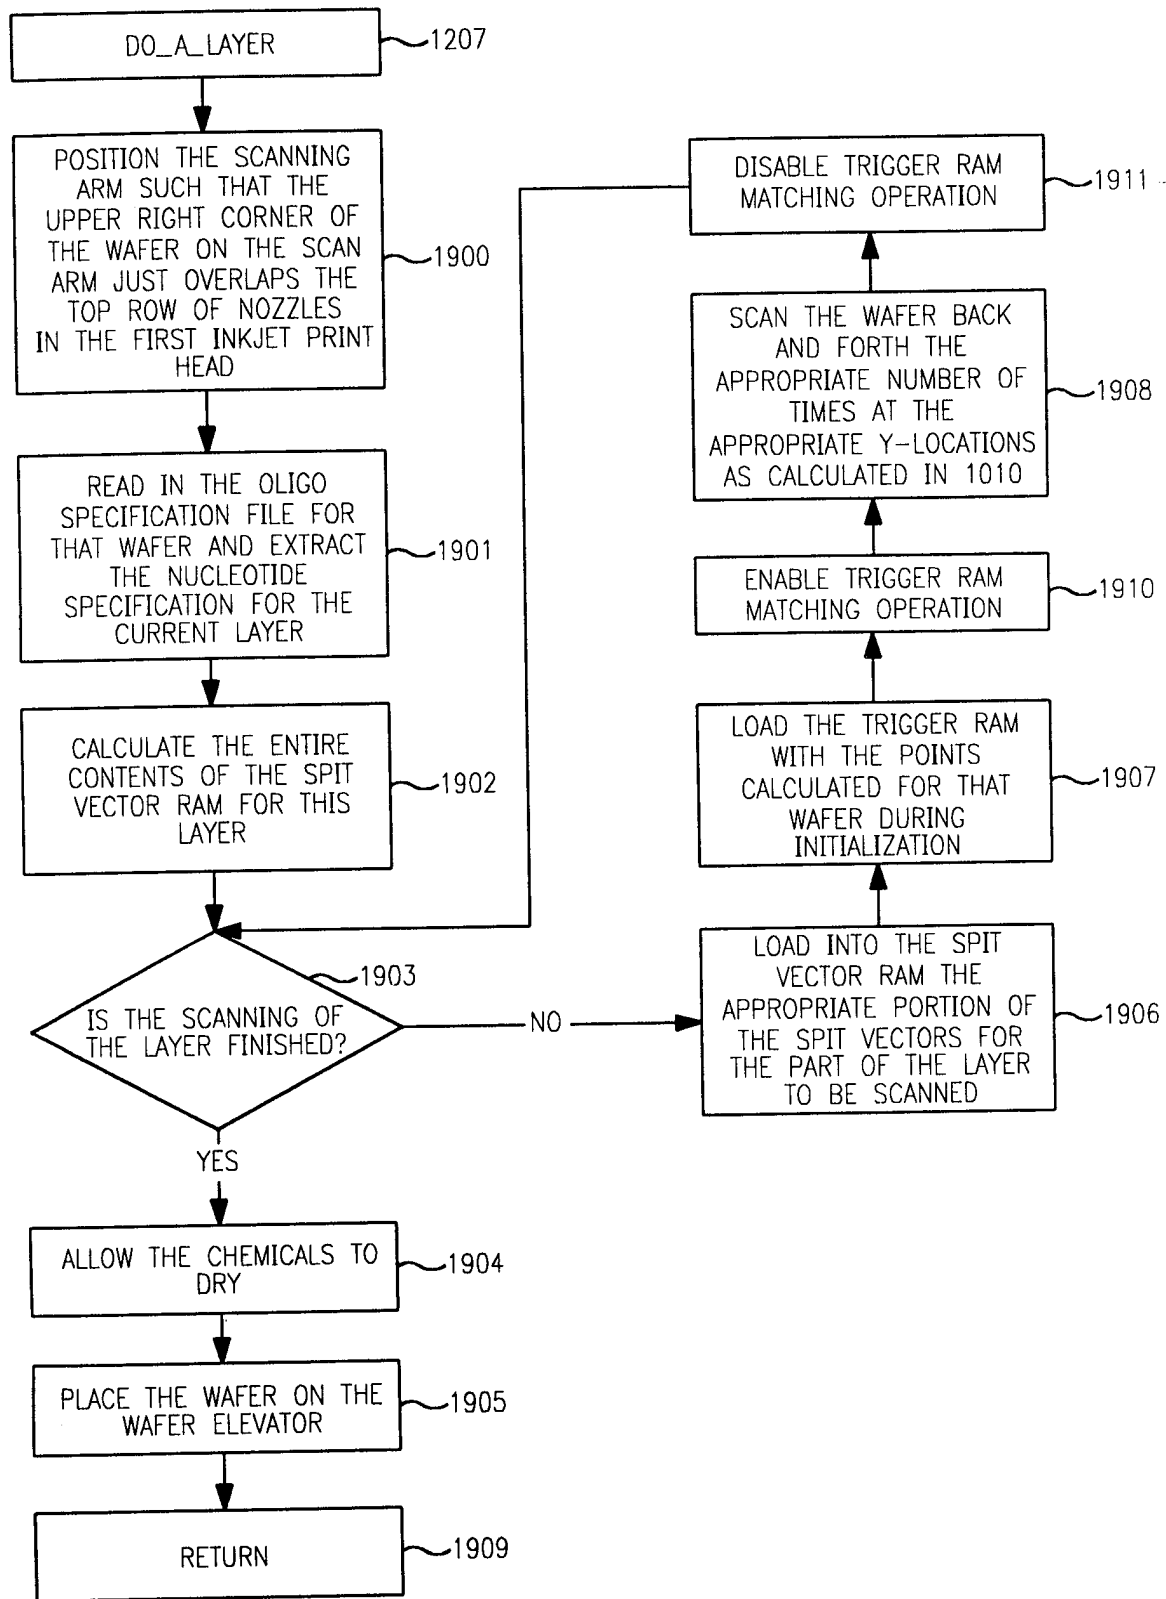 DO_A_LAYER
1207
POSITION THE SCANNING
ARM SUCH THAT THE
UPPER RIGHT CORNER OF
THE WAFER ON THE SCAN
ARM JUST OVERLAPS THE
TOP ROW OF NOZZLES
IN THE FIRST INKJET PRINT
HEAD
1900
READ IN THE OLIGO
SPECIFICATION FILE FOR
THAT WAFER AND EXTRACT
THE NUCLEOTIDE
SPECIFICATION FOR THE
CURRENT LAYER
1901
CALCULATE THE ENTIRE
CONTENTS OF THE SPIT
VECTOR RAM FOR THIS
LAYER
1902
IS THE SCANNING OF
THE LAYER FINISHED?
1903
NO
YES
ALLOW THE CHEMICALS TO
DRY
1904
PLACE THE WAFER ON THE
WAFER ELEVATOR
1905
RETURN
1909
DISABLE TRIGGER RAM
MATCHING OPERATION
1911
SCAN THE WAFER BACK
AND FORTH THE
APPROPRIATE NUMBER OF
TIMES AT THE
APPROPRIATE Y-LOCATIONS
AS CALCULATED IN 1010
1908
ENABLE TRIGGER RAM
MATCHING OPERATION
1910
LOAD THE TRIGGER RAM
WITH THE POINTS
CALCULATED FOR THAT
WAFER DURING
INITIALIZATION
1907
LOAD INTO THE SPIT
VECTOR RAM THE
APPROPRIATE PORTION OF
THE SPIT VECTORS FOR
THE PART OF THE LAYER
TO BE SCANNED
1906